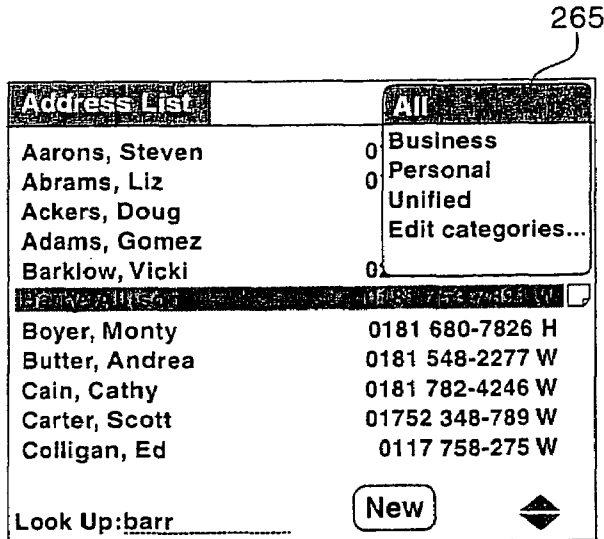 265
Address List All
Aarons, Steven 0
Abrams, Liz 0
Ackers, Doug
Adams, Gomez
Barklow, Vicki
Business
Personal
Unified
Edit categories...
Boyer, Monty 0181 680-7826 H
Butter, Andrea 0181 548-2277 W
Cain, Cathy 0181 782-4246 W
Carter, Scott 01752 348-789 W
Colligan, Ed 0117 758-275 W
Look Up:barr New